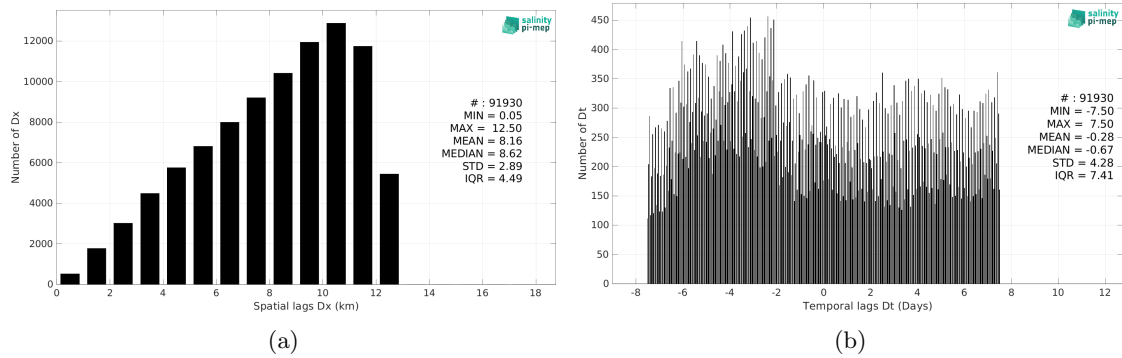 salinity
pi-mep
12000
10000
8000
6000
4000
2000
0
Number of Dx
# : 91930
MIN = 0.05
MAX = 12.50
MEAN = 8.16
MEDIAN = 8.62
STD = 2.89
IQR = 4.49
0 2 4 6 8 10 12 14 16 18
Spatial lags Dx (km)
(a)
salinity
pi-mep
450
400
350
300
250
200
150
100
50
0
Number of Dt
# : 91930
MIN = -7.50
MAX = 7.50
MEAN = -0.28
MEDIAN = -0.67
STD = 4.28
IQR = 7.41
-8 -6 -4 -2 0 2 4 6 8 10 12
Temporal lags Dt (Days)
(b)